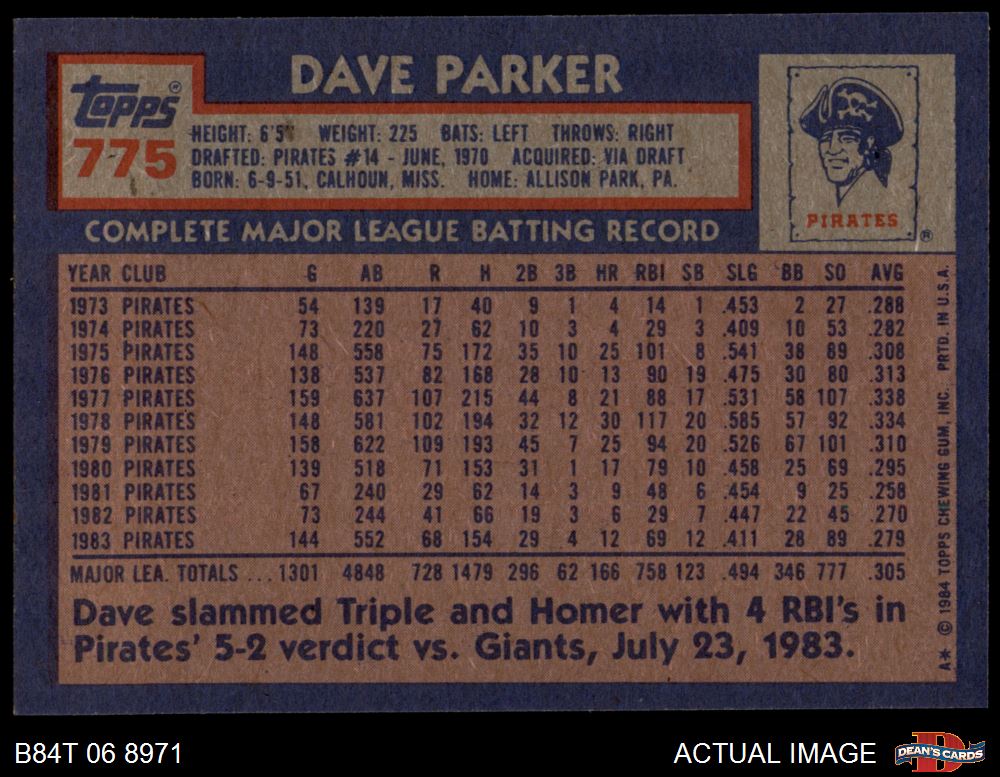 DAVE PARKER
Topps®
775
HEIGHT: 6'5" WEIGHT: 225 BATS: LEFT THROWS: RIGHT
DRAFTED: PIRATES #14 - JUNE, 1970 ACQUIRED: VIA DRAFT
BORN: 6-9-51, CALHOUN, MISS. HOME: ALLISON PARK, PA.
PIRATES®
COMPLETE MAJOR LEAGUE BATTING RECORD
YEAR CLUB G AB R H 2B 3B HR RBI SB SLG BB SO AVG
1973 PIRATES 54 139 17 40 9 1 4 14 1 .453 2 27 .288
1974 PIRATES 73 220 27 62 10 3 4 29 3 .409 10 53 .282
1975 PIRATES 148 558 75 172 35 10 25 101 8 .541 38 89 .308
1976 PIRATES 138 537 82 168 28 10 13 90 19 .475 30 80 .313
1977 PIRATES 159 637 107 215 44 8 21 88 17 .531 58 107 .338
1978 PIRATES 148 581 102 194 32 12 30 117 20 .585 57 92 .334
1979 PIRATES 158 622 109 193 45 7 25 94 20 .526 67 101 .310
1980 PIRATES 139 518 71 153 31 1 17 79 10 .458 25 69 .295
1981 PIRATES 67 240 29 62 14 3 9 48 6 .454 9 25 .258
1982 PIRATES 73 244 41 66 19 3 6 29 7 .447 22 45 .270
1983 PIRATES 144 552 68 154 29 4 12 69 12 .411 28 89 .279
MAJOR LEA. TOTALS ... 1301 4848 728 1479 296 62 166 758 123 .494 346 777 .305
Dave slammed Triple and Homer with 4 RBI's in
Pirates' 5-2 verdict vs. Giants, July 23, 1983.
A* © 1984 TOPPS CHEWING GUM, INC. PRTD. IN U.S.A.
B84T 06 8971
ACTUAL IMAGE
DEAN'S CARDS